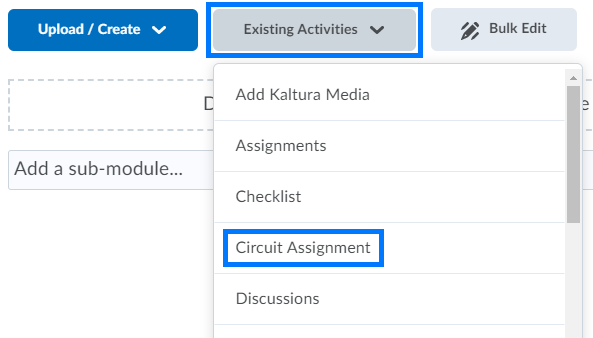 Upload / Create
Existing Activities
Bulk Edit
Add a sub-module...
Add Kaltura Media
Assignments
Checklist
Circuit Assignment
Discussions